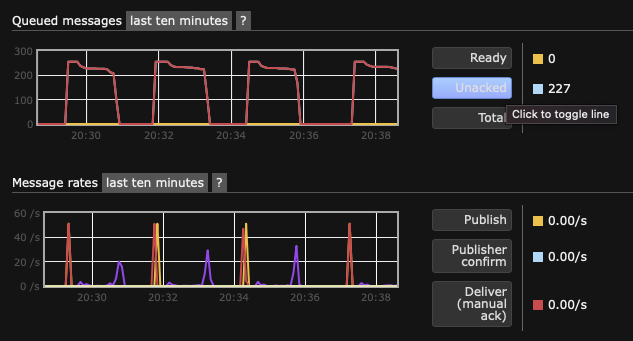 Queued messages last ten minutes ?
300
200
100
0
20:30 20:32 20:34 20:36 20:38
Ready 0
Unacked 227
Total
Click to toggle line
Message rates last ten minutes ?
60 /s
40 /s
20 /s
0 /s
20:30 20:32 20:34 20:36 20:38
Publish 0.00/s
Publisher
confirm 0.00/s
Deliver
(manual 0.00/s
ack)